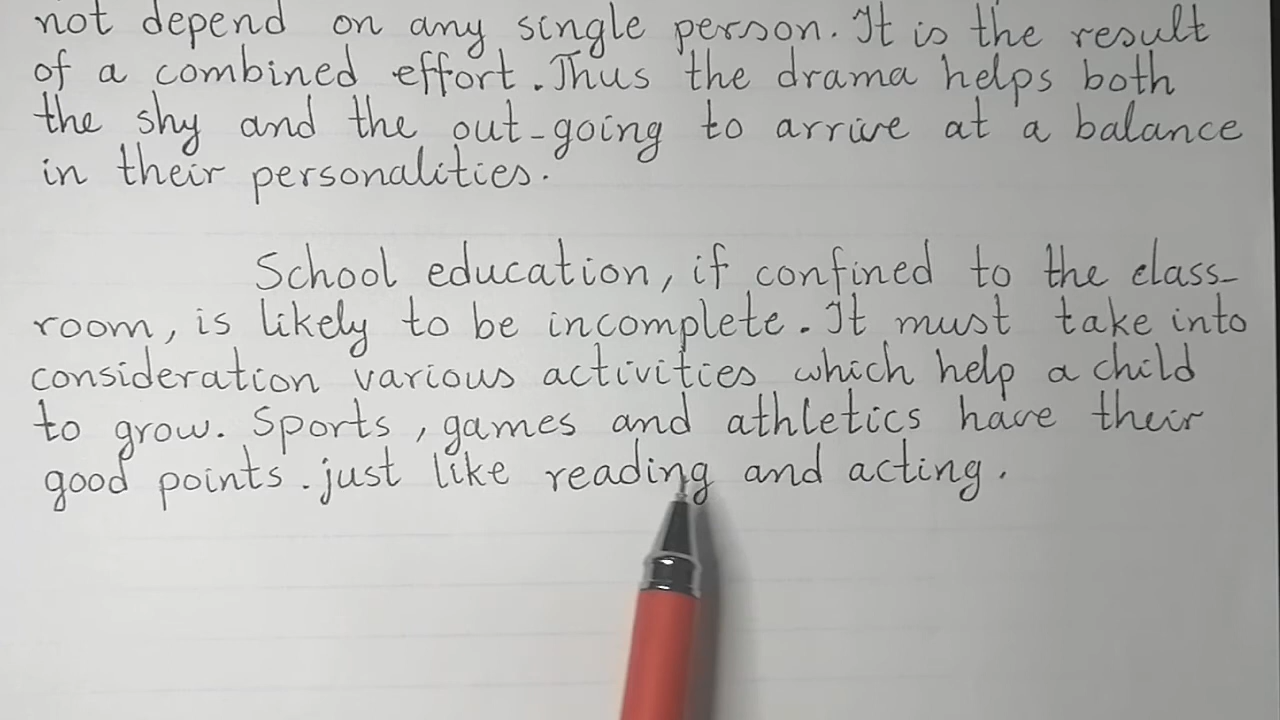 not depend on any single person. It is the result
of a combined effort. Thus the drama helps both
the shy and the out-going to arrive at a balance
in their personalities.
School education, if confined to the class-
room, is likely to be incomplete. It must take into
consideration various activities which help a child
to grow. Sports, games and athletics have their
good points. just like reading and acting.